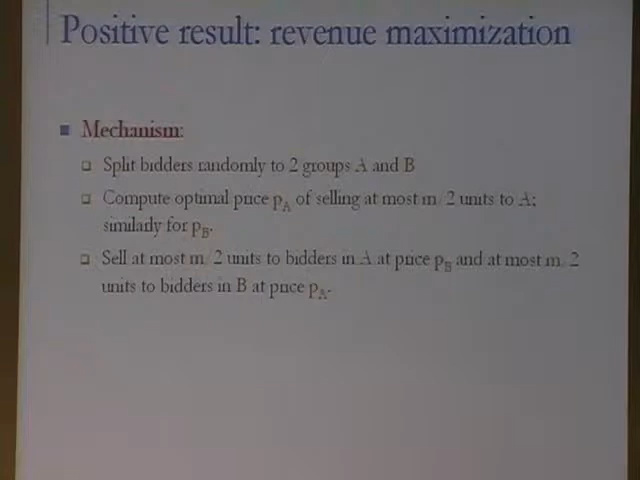 Positive result: revenue maximization
Mechanism:
Split bidders randomly to 2 groups A and B
Compute optimal price pA of selling at most m/2 units to A;
similarly for pB.
Sell at most m/2 units to bidders in A at price pB and at most m/2
units to bidders in B at price pA.